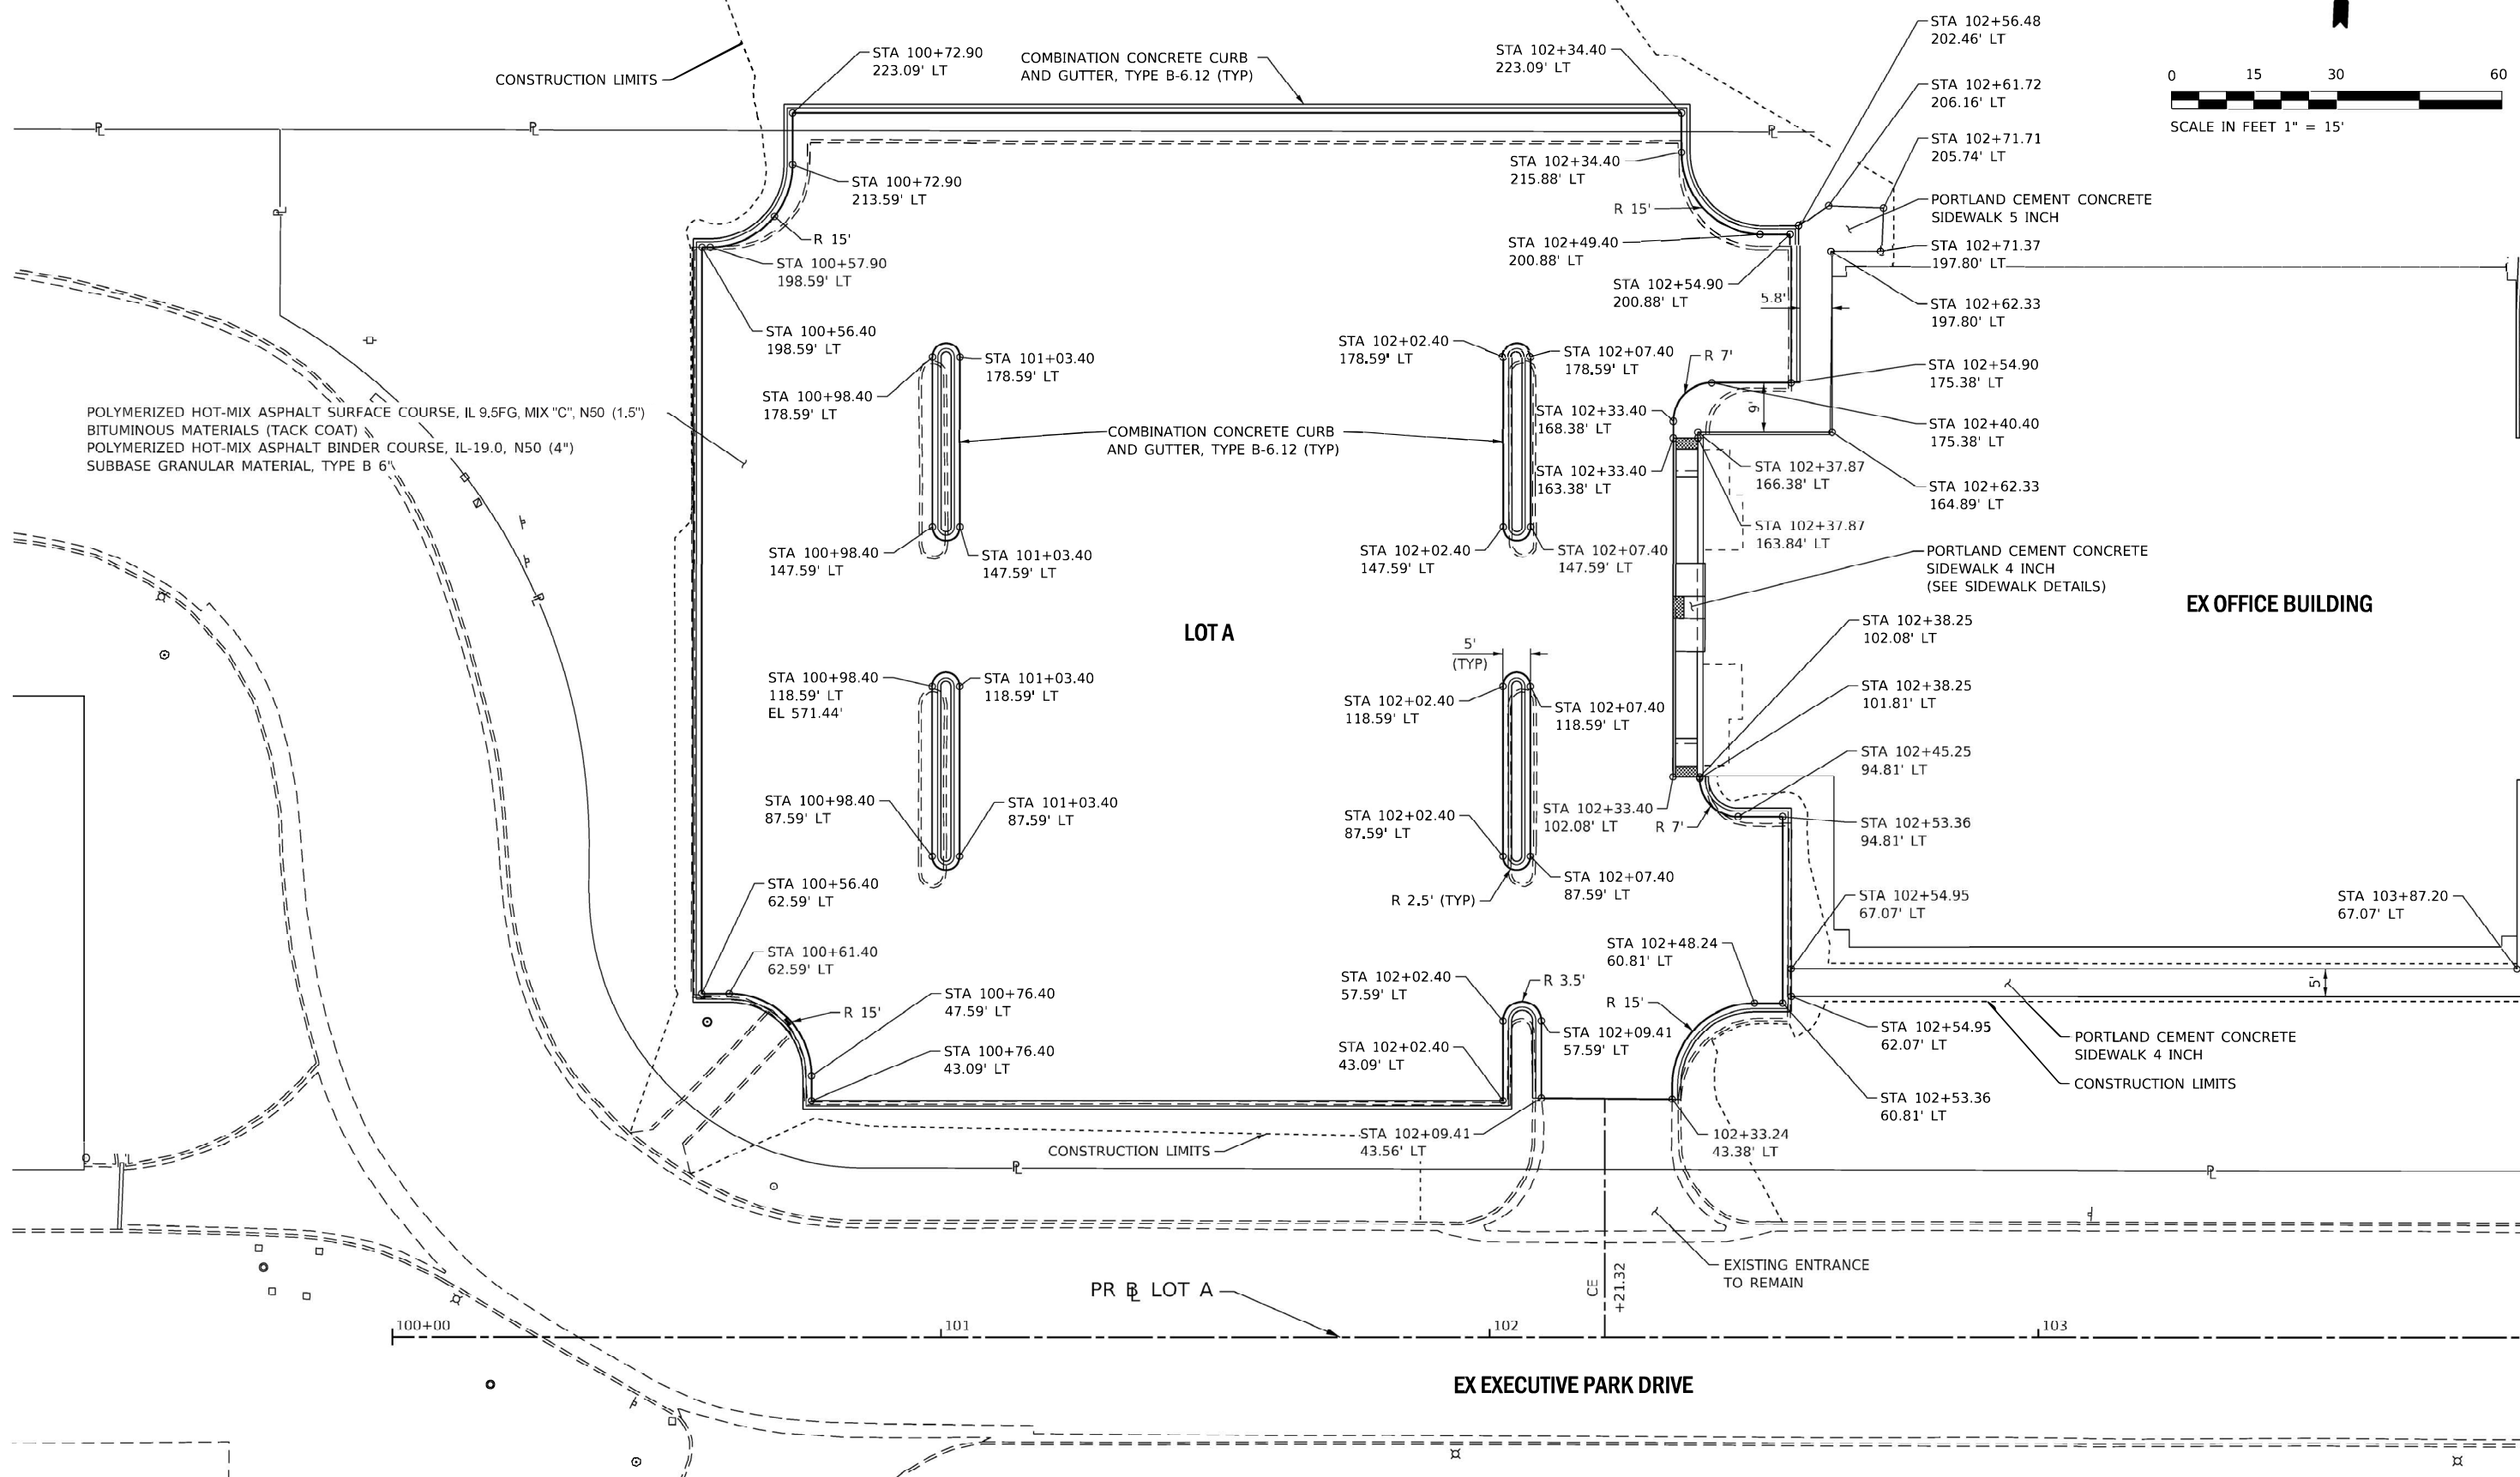 STA 102+56.48
202.46' LT
STA 100+72.90
223.09' LT
COMBINATION CONCRETE CURB
AND GUTTER, TYPE B-6.12 (TYP)
STA 102+34.40
223.09' LT
CONSTRUCTION LIMITS
STA 102+61.72
206.16' LT
0 15 30 60
SCALE IN FEET 1" = 15'
PL
PL
PL
STA 102+71.71
205.74' LT
STA 102+34.40
215.88' LT
STA 100+72.90
213.59' LT
PORTLAND CEMENT CONCRETE
SIDEWALK 5 INCH
R 15'
PL
R 15'
STA 102+49.40
200.88' LT
STA 102+71.37
197.80' LT
STA 100+57.90
198.59' LT
STA 102+54.90
200.88' LT
5.8'
STA 102+62.33
197.80' LT
STA 100+56.40
198.59' LT
STA 101+03.40
178.59' LT
STA 102+02.40
178.59' LT
STA 102+07.40
178.59' LT
R 7'
STA 102+54.90
175.38' LT
STA 100+98.40
178.59' LT
9'
POLYMERIZED HOT-MIX ASPHALT SURFACE COURSE, IL 9.5FG, MIX "C", N50 (1.5")
BITUMINOUS MATERIALS (TACK COAT)
POLYMERIZED HOT-MIX ASPHALT BINDER COURSE, IL-19.0, N50 (4")
SUBBASE GRANULAR MATERIAL, TYPE B 6"
STA 102+33.40
168.38' LT
STA 102+40.40
175.38' LT
COMBINATION CONCRETE CURB
AND GUTTER, TYPE B-6.12 (TYP)
STA 102+33.40
163.38' LT
STA 102+37.87
166.38' LT
STA 102+62.33
164.89' LT
STA 102+37.87
163.84' LT
STA 100+98.40
147.59' LT
STA 101+03.40
147.59' LT
STA 102+02.40
147.59' LT
STA 102+07.40
147.59' LT
PORTLAND CEMENT CONCRETE
SIDEWALK 4 INCH
(SEE SIDEWALK DETAILS)
PL
EX OFFICE BUILDING
LOT A
5'
(TYP)
STA 102+38.25
102.08' LT
STA 100+98.40
118.59' LT
EL 571.44'
STA 101+03.40
118.59' LT
STA 102+02.40
118.59' LT
STA 102+07.40
118.59' LT
STA 102+38.25
101.81' LT
STA 102+45.25
94.81' LT
STA 100+98.40
87.59' LT
STA 101+03.40
87.59' LT
STA 102+02.40
87.59' LT
STA 102+33.40
102.08' LT
R 7'
STA 102+53.36
94.81' LT
STA 100+56.40
62.59' LT
STA 102+07.40
87.59' LT
R 2.5' (TYP)
STA 102+54.95
67.07' LT
STA 103+87.20
67.07' LT
STA 100+61.40
62.59' LT
STA 102+48.24
60.81' LT
STA 102+02.40
57.59' LT
R 3.5'
5'
STA 100+76.40
47.59' LT
R 15'
R 15'
STA 102+09.41
57.59' LT
STA 102+54.95
62.07' LT
PORTLAND CEMENT CONCRETE
SIDEWALK 4 INCH
STA 100+76.40
43.09' LT
STA 102+02.40
43.09' LT
CONSTRUCTION LIMITS
STA 102+53.36
60.81' LT
CONSTRUCTION LIMITS
STA 102+09.41
43.56' LT
102+33.24
43.38' LT
PL
PL
EXISTING ENTRANCE
TO REMAIN
CE
+21.32
PR BL LOT A
100+00
101
102
103
EX EXECUTIVE PARK DRIVE